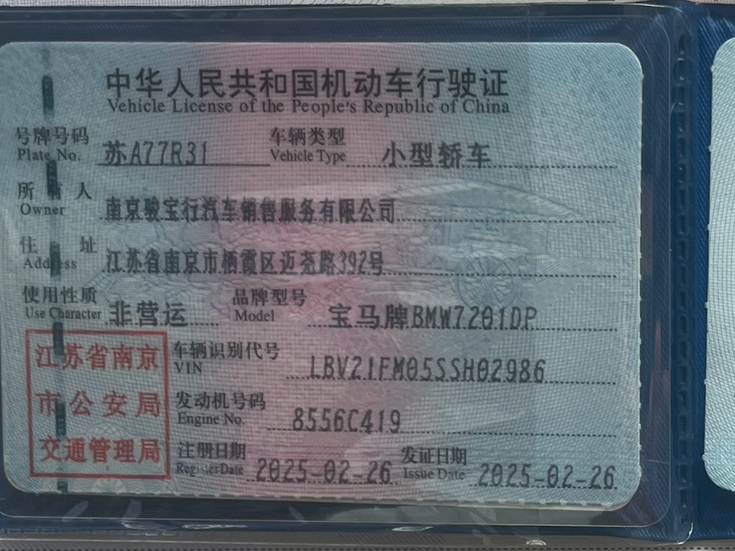 中华人民共和国机动车行驶证
Vehicle License of the People's Republic of China
号牌号码 苏A77R31 车辆类型 小型轿车
Plate No. Vehicle Type
所有人 南京骏宝行汽车销售服务有限公司
Owner
住址 江苏省南京市栖霞区迈尧路392号
Address
使用性质 非营运 品牌型号 宝马牌BMW7201DP
Use Character Model
江苏省南京
市公安局
交通管理局
车辆识别代号 LBV21FM05SSH02986
VIN
发动机号码 8556C419
Engine No.
注册日期 2025-02-26 发证日期 2025-02-26
Register Date Issue Date